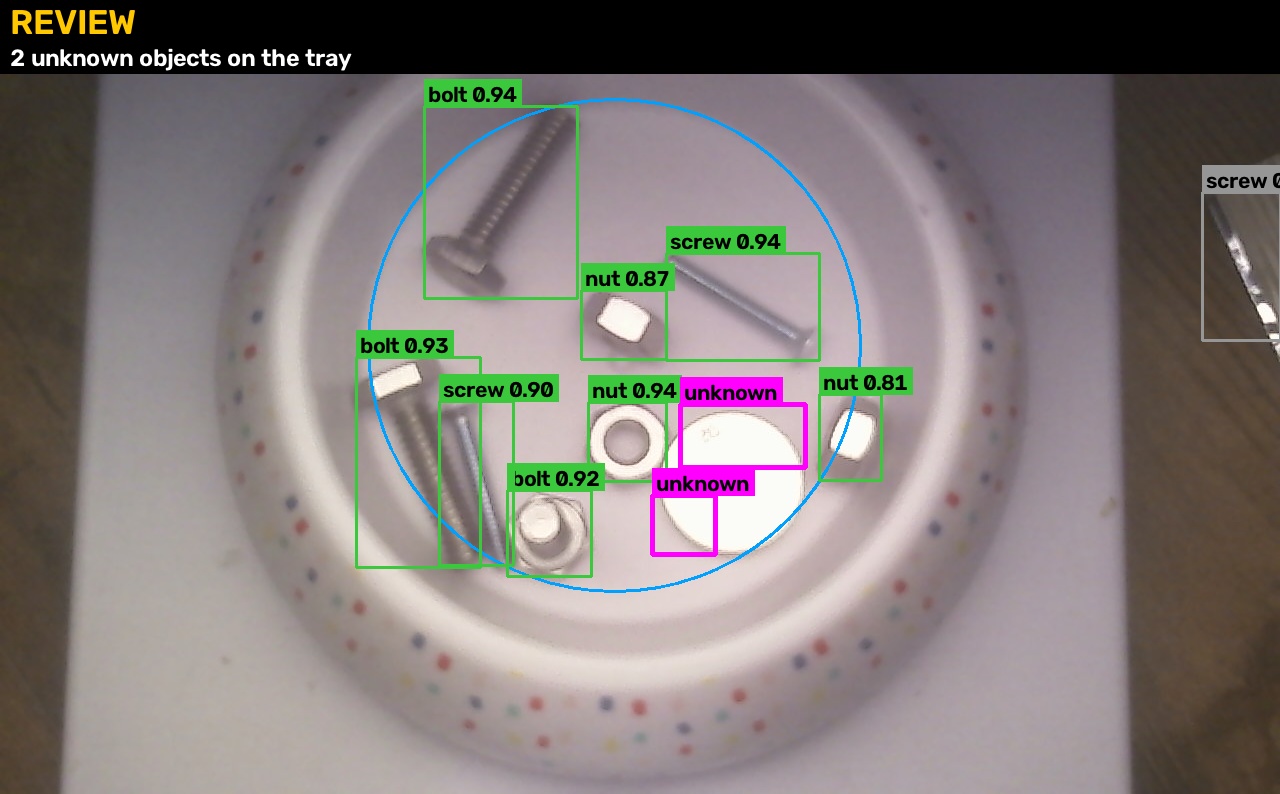 REVIEW
2 unknown objects on the tray
bolt 0.94
screw 0
screw 0.94
nut 0.87
bolt 0.93
nut 0.81
screw 0.90
nut 0.94
unknown
bolt 0.92
unknown